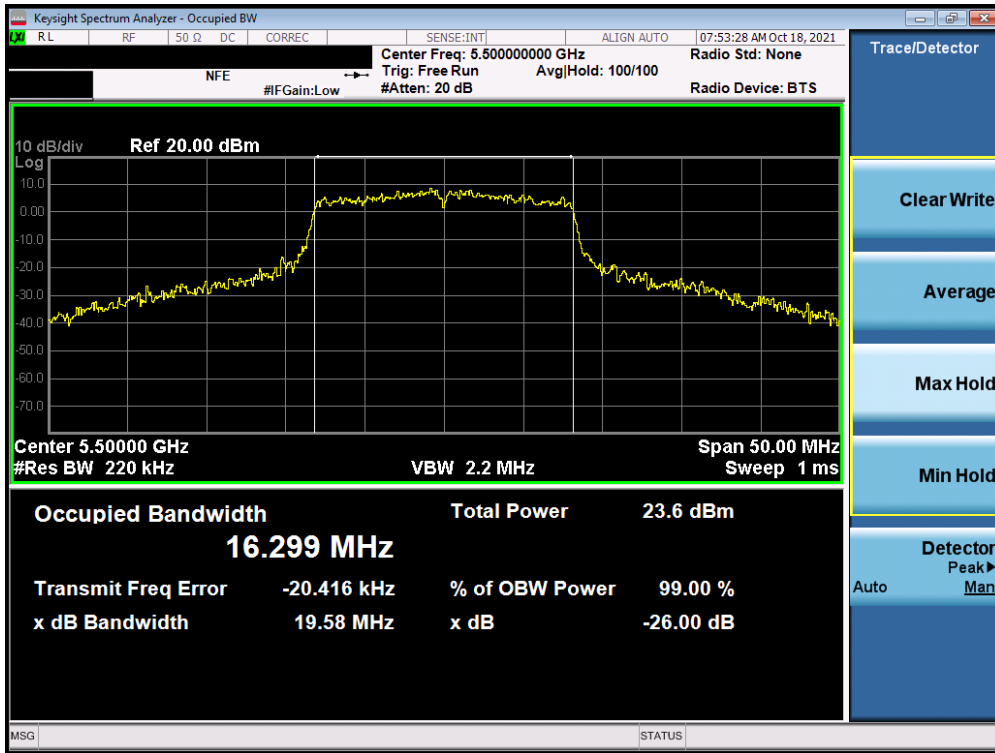 Keysight Spectrum Analyzer - Occupied BW
LXI RL RF 50 Ω DC CORREC SENSE:INT ALIGN AUTO 07:53:28 AM Oct 18, 2021
Center Freq: 5.500000000 GHz Radio Std: None
NFE Trig: Free Run Avg|Hold: 100/100
#IFGain:Low #Atten: 20 dB Radio Device: BTS
10 dB/div Ref 20.00 dBm
Log
10.0
0.00
-10.0
-20.0
-30.0
-40.0
-50.0
-60.0
-70.0
Center 5.50000 GHz Span 50.00 MHz
#Res BW 220 kHz VBW 2.2 MHz Sweep 1 ms
Occupied Bandwidth Total Power 23.6 dBm
16.299 MHz
Transmit Freq Error -20.416 kHz % of OBW Power 99.00 %
x dB Bandwidth 19.58 MHz x dB -26.00 dB
MSG STATUS
Trace/Detector
Clear Write
Average
Max Hold
Min Hold
Detector
Peak▶
Auto Man